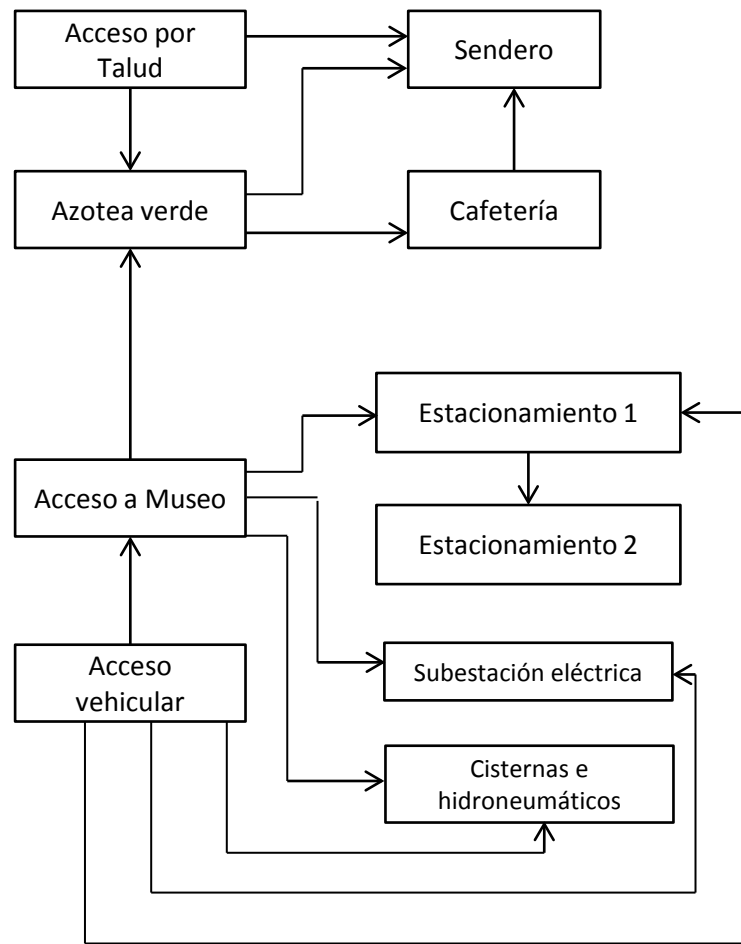 Acceso por
Talud
Sendero
Azotea verde
Cafetería
Estacionamiento 1
Acceso a Museo
Estacionamiento 2
Acceso
vehicular
Subestación eléctrica
Cisternas e
hidroneumáticos